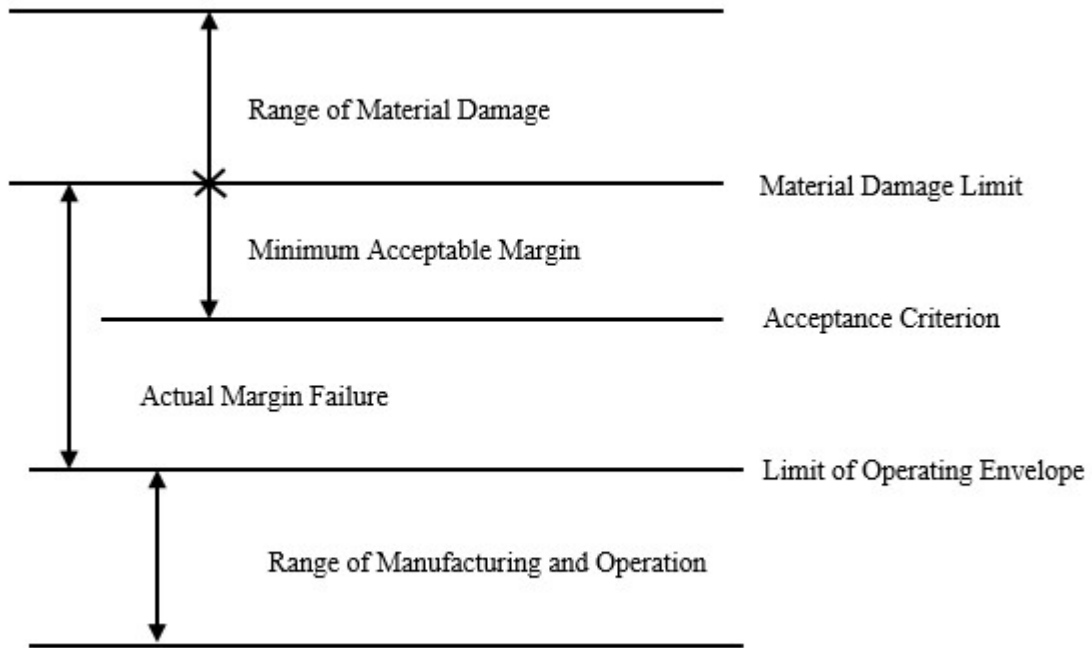 Range of Material Damage
Material Damage Limit
Minimum Acceptable Margin
Acceptance Criterion
Actual Margin Failure
Limit of Operating Envelope
Range of Manufacturing and Operation